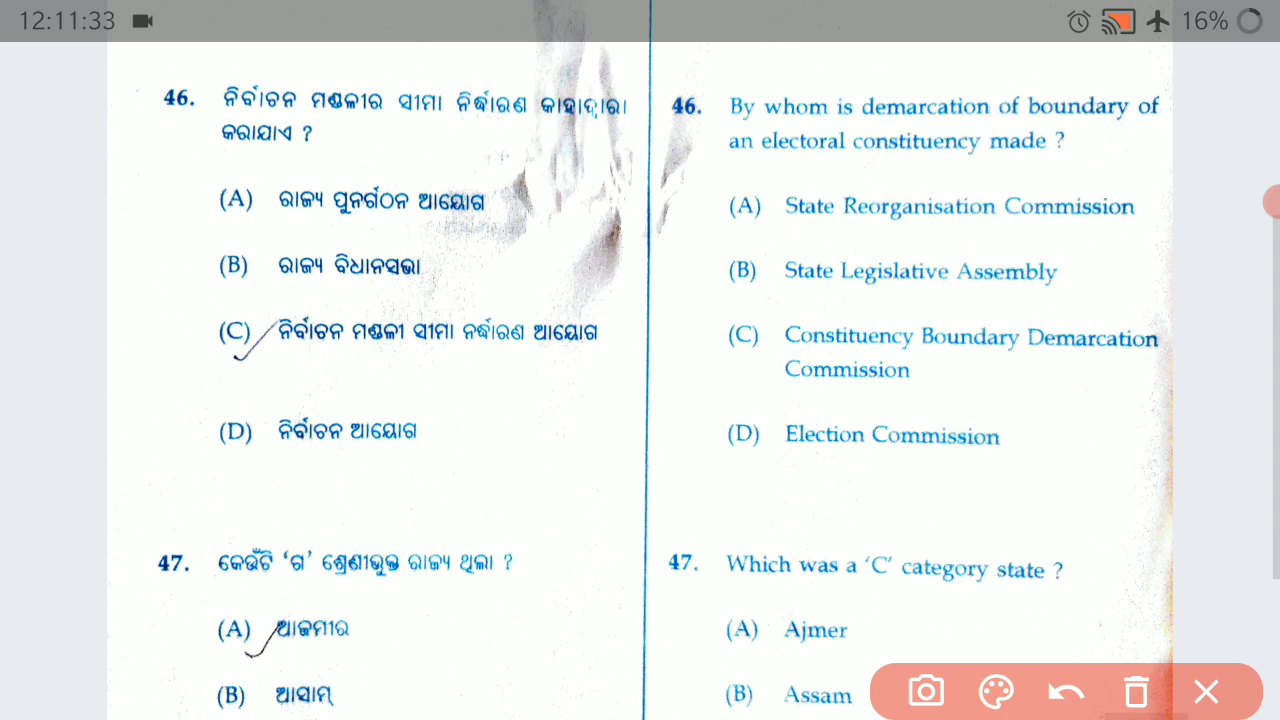 12:11:33
16%
46. ନିର୍ବାଚନ ମଣ୍ଡଳୀର ସୀମା ନିର୍ଦ୍ଧାରଣ କାହାଦ୍ୱାରା
କରାଯାଏ ?
(A) ରାଜ୍ୟ ପୁନର୍ଗଠନ ଆୟୋଗ
(B) ରାଜ୍ୟ ବିଧାନସଭା
(C) ନିର୍ବାଚନ ମଣ୍ଡଳୀ ସୀମା ନର୍ଦ୍ଧାରଣ ଆୟୋଗ
(D) ନିର୍ବାଚନ ଆୟୋଗ
47. କେଉଁଟି ‘ଗ’ ଶ୍ରେଣୀଭୁକ୍ତ ରାଜ୍ୟ ଥିଲା ?
(A) ଆଜମୀର
(B) ଆସାମ୍
46. By whom is demarcation of boundary of
an electoral constituency made ?
(A) State Reorganisation Commission
(B) State Legislative Assembly
(C) Constituency Boundary Demarcation
Commission
(D) Election Commission
47. Which was a ‘C’ category state ?
(A) Ajmer
(B) Assam